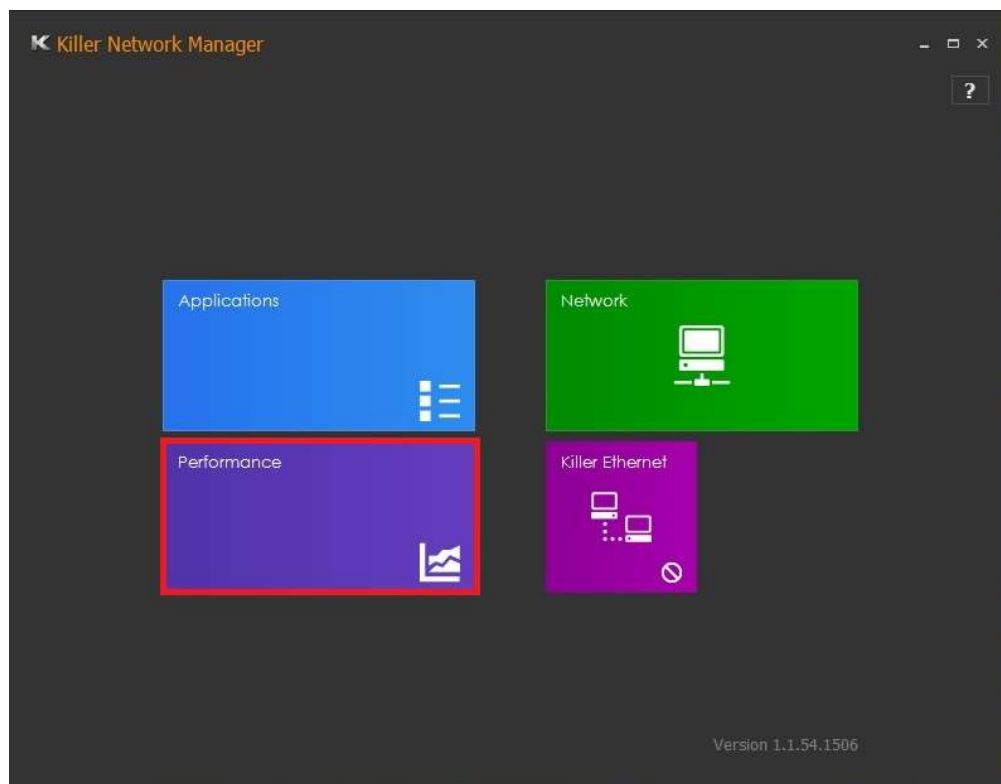 Killer Network Manager
?
Applications
Network
Performance
Killer Ethernet
Version 1.1.54.1506